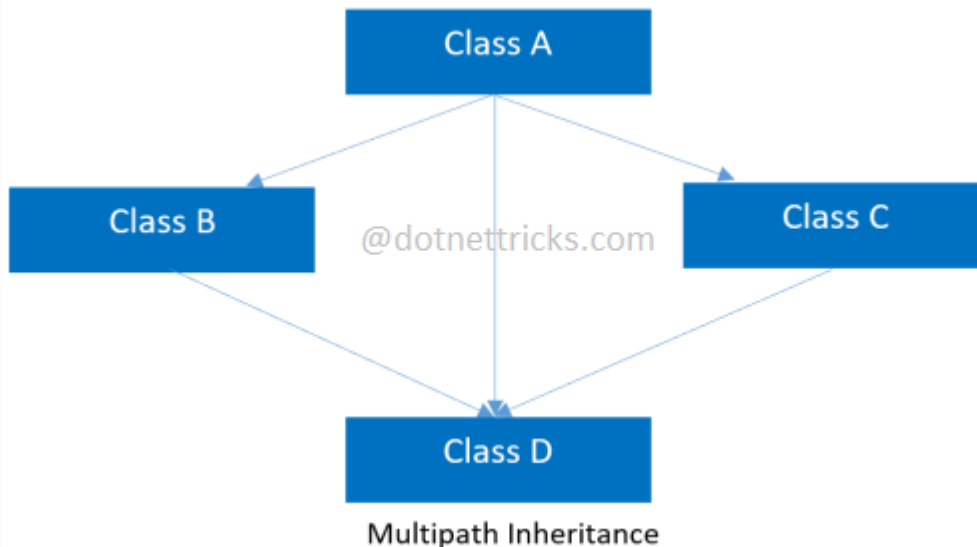 Class A
Class B
@dotnettricks.com
Class C
Class D
Multipath Inheritance